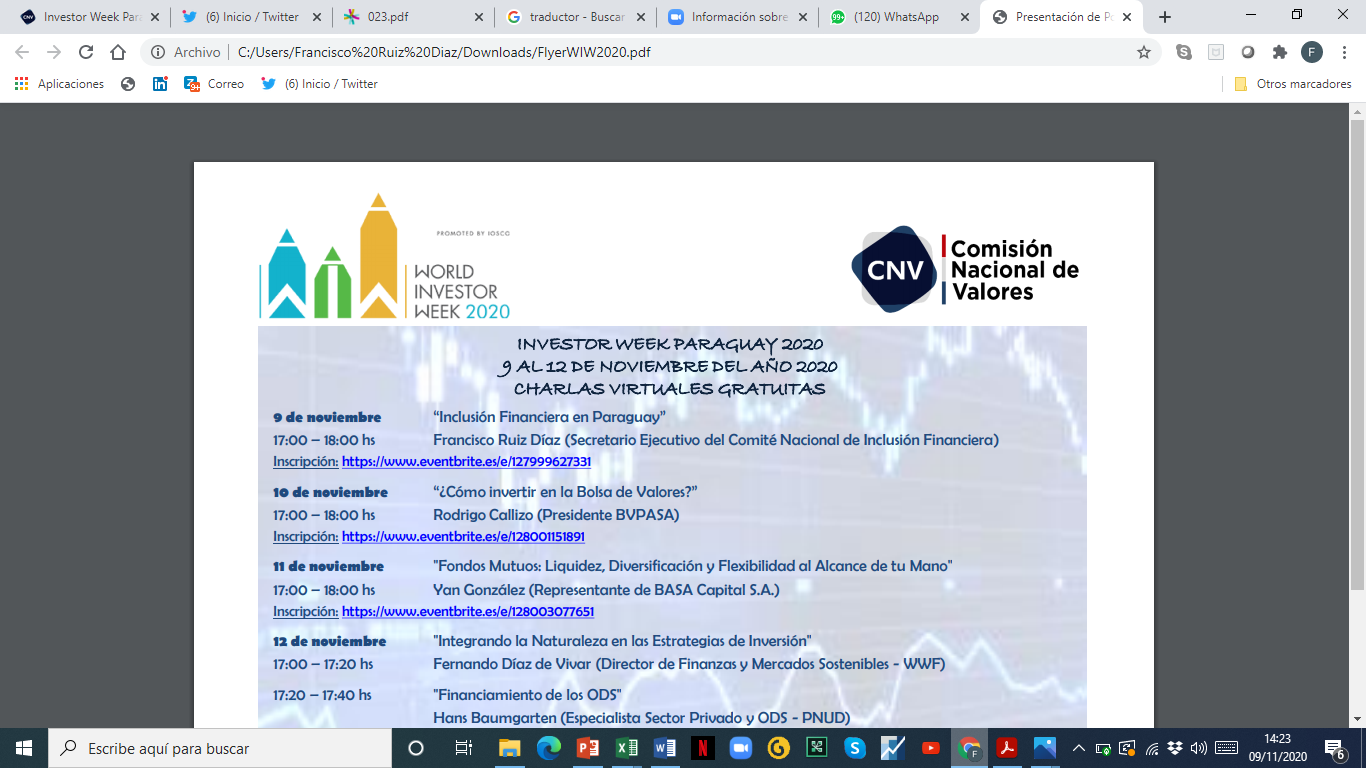 Investor Week Para
(6) Inicio / Twitter
023.pdf
traductor - Buscar
Información sobre
99+
(120) WhatsApp
Presentación de Po
Archivo
C:/Users/Francisco%20Ruiz%20Diaz/Downloads/FlyerWIW2020.pdf
F
Aplicaciones
Correo
(6) Inicio / Twitter
Otros marcadores
PROMOTED BY IOSCO
WORLD
INVESTOR
WEEK 2020
CNV
Comisión
Nacional de
Valores
INVESTOR WEEK PARAGUAY 2020
9 AL 12 DE NOVIEMBRE DEL AÑO 2020
CHARLAS VIRTUALES GRATUITAS
9 de noviembre “Inclusión Financiera en Paraguay”
17:00 – 18:00 hs Francisco Ruiz Díaz (Secretario Ejecutivo del Comité Nacional de Inclusión Financiera)
Inscripción: https://www.eventbrite.es/e/127999627331
10 de noviembre “¿Cómo invertir en la Bolsa de Valores?”
17:00 – 18:00 hs Rodrigo Callizo (Presidente BVPASA)
Inscripción: https://www.eventbrite.es/e/128001151891
11 de noviembre "Fondos Mutuos: Liquidez, Diversificación y Flexibilidad al Alcance de tu Mano"
17:00 – 18:00 hs Yan González (Representante de BASA Capital S.A.)
Inscripción: https://www.eventbrite.es/e/128003077651
12 de noviembre "Integrando la Naturaleza en las Estrategias de Inversión"
17:00 – 17:20 hs Fernando Díaz de Vivar (Director de Finanzas y Mercados Sostenibles - WWF)
17:20 – 17:40 hs "Financiamiento de los ODS"
Hans Baumgarten (Especialista Sector Privado y ODS - PNUD)
Escribe aquí para buscar
14:23
09/11/2020
6